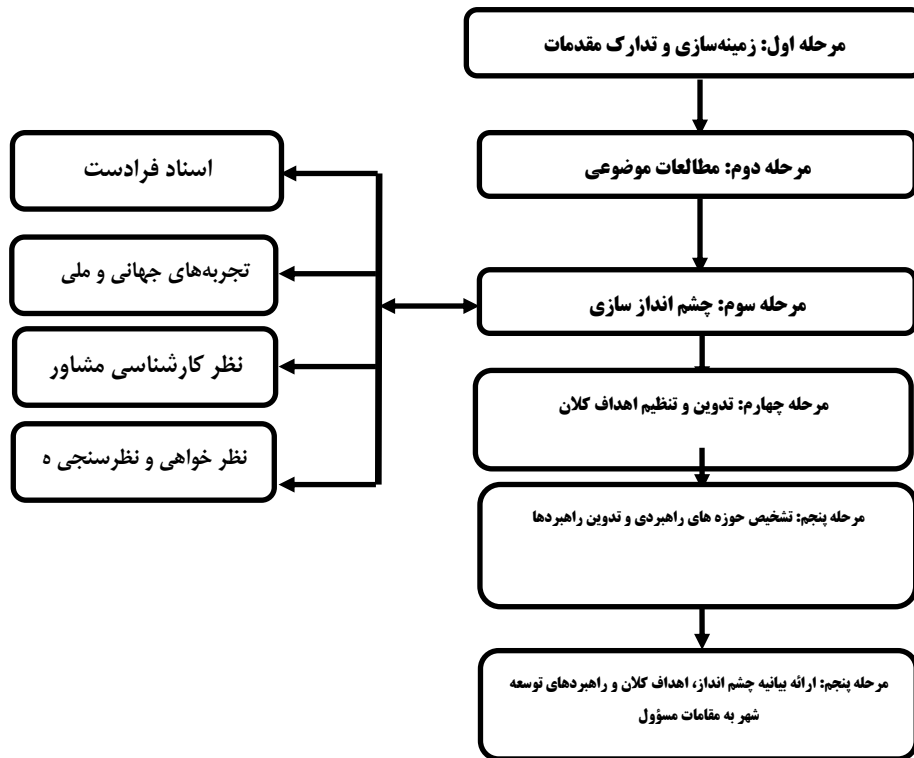 مرحله اول: زمینه‌سازی و تدارک مقدمات
مرحله دوم: مطالعات موضوعی
مرحله سوم: چشم انداز سازی
مرحله چهارم: تدوین و تنظیم اهداف کلان
مرحله پنجم: تشخیص حوزه های راهبردی و تدوین راهبردها
مرحله پنجم: ارائه بیانیه چشم انداز، اهداف کلان و راهبردهای توسعه
شهر به مقامات مسؤول
اسناد فرادست
تجربه‌های جهانی و ملی
نظر کارشناسی مشاور
نظر خواهی و نظرسنجی ه